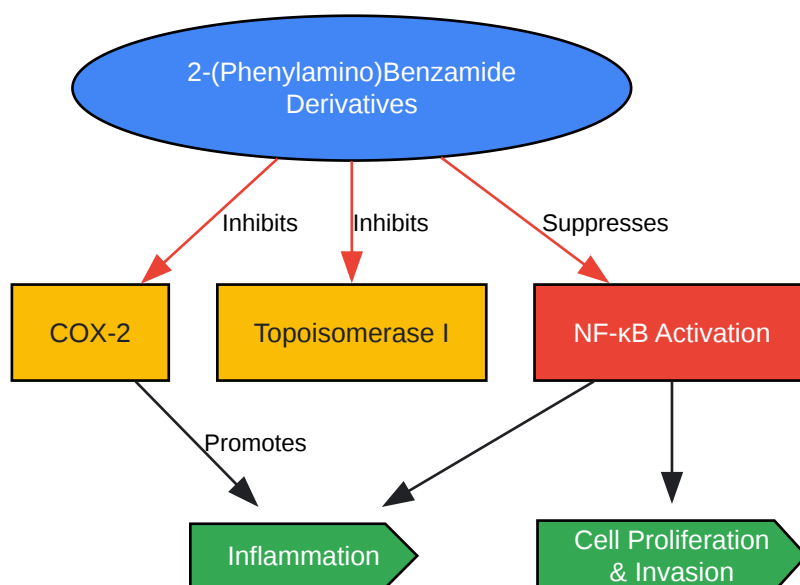 2-(Phenylamino)Benzamide
Derivatives
Inhibits
Inhibits
Suppresses
COX-2
Topoisomerase I
NF-κB Activation
Promotes
Inflammation
Cell Proliferation
& Invasion